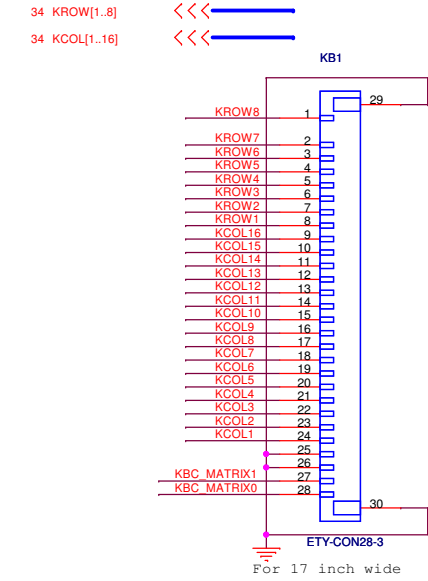 34 KROW[1..8]
34 KCOL[1..16]
KB1
29
KROW8 1
KROW7 2
KROW6 3
KROW5 4
KROW4 5
KROW3 6
KROW2 7
KROW1 8
KCOL16 9
KCOL15 10
KCOL14 11
KCOL13 12
KCOL12 13
KCOL11 14
KCOL10 15
KCOL9 16
KCOL8 17
KCOL7 18
KCOL6 19
KCOL5 20
KCOL4 21
KCOL3 22
KCOL2 23
KCOL1 24
25
26
KBC_MATRIX1 27
KBC_MATRIX0 28
30
ETY-CON28-3
For 17 inch wide